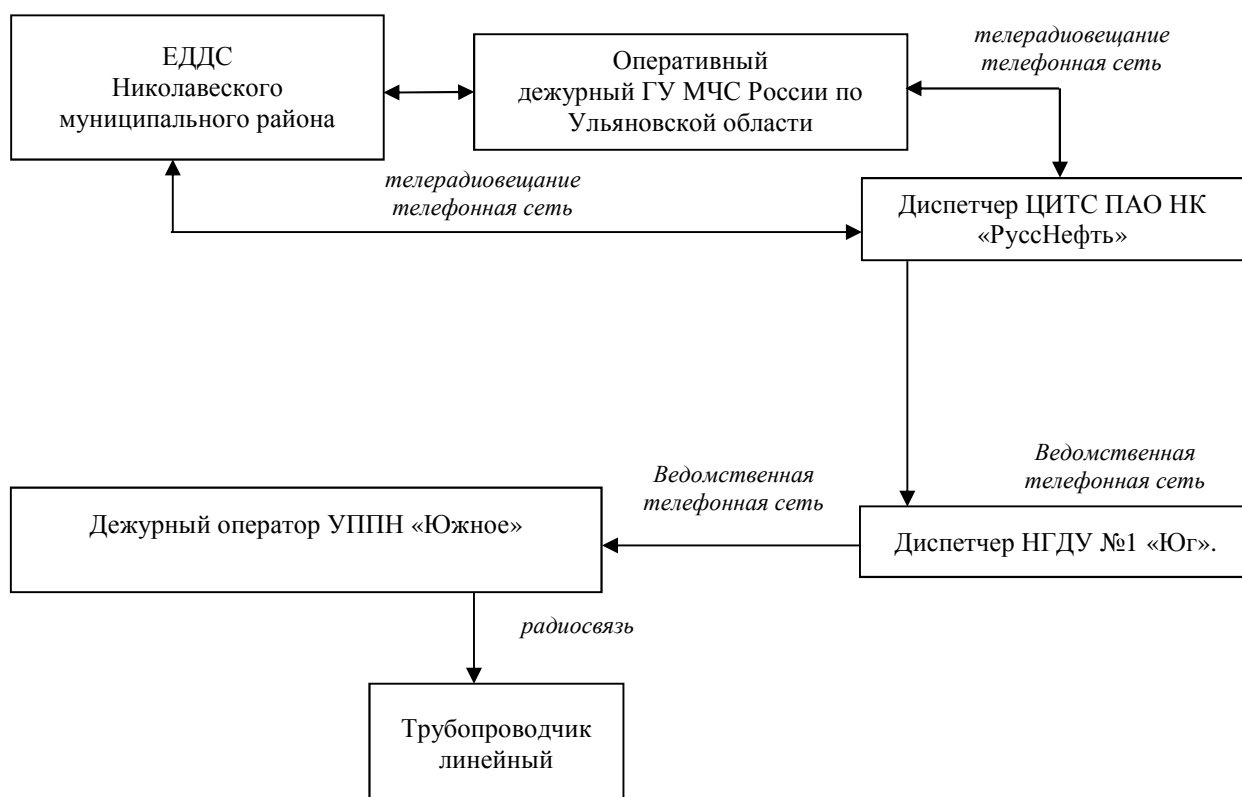 ЕДДС
Николавеского
муниципального района
Оперативный
дежурный ГУ МЧС России по
Ульяновской области
телерадиовещание
телефонная сеть
телерадиовещание
телефонная сеть
Диспетчер ЦИТС ПАО НК
«РуссНефть»
Ведомственная
телефонная сеть
Ведомственная
телефонная сеть
Дежурный оператор УППН «Южное»
Диспетчер НГДУ №1 «Юг».
радиосвязь
Трубопроводчик
линейный